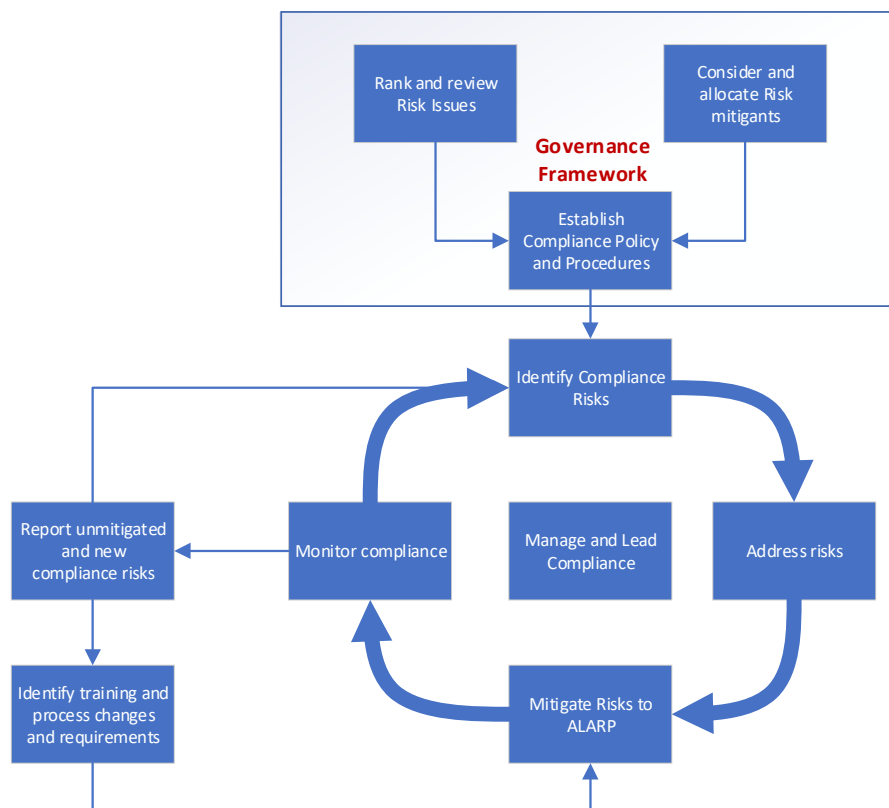 Rank and review
Risk Issues
Consider and
allocate Risk
mitigants
Governance
Framework
Establish
Compliance Policy
and Procedures
Identify Compliance
Risks
Report unmitigated
and new
compliance risks
Monitor compliance
Manage and Lead
Compliance
Address risks
Identify training and
process changes
and requirements
Mitigate Risks to
ALARP